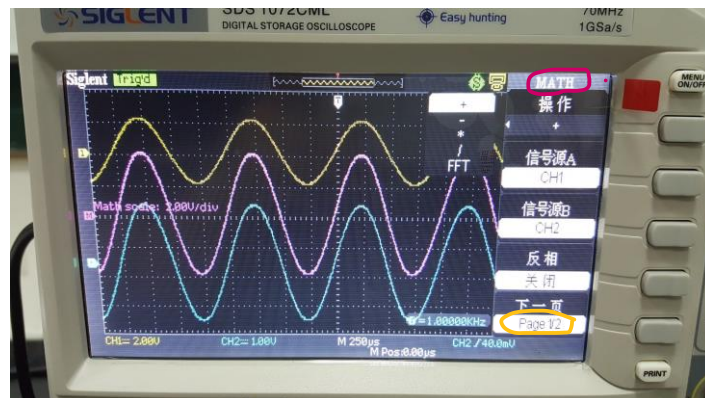 SIGLENT SDS 1072CML
DIGITAL STORAGE OSCILLOSCOPE
Easy hunting
70MHz
1GSa/s
Siglent Trig'd
MATH
MENU
ON/OFF
操作
+
+
-
*
/
FFT
信号源A
CH1
信号源B
CH2
Math scale: 2.00V/div
反相
关闭
下一页
Page 1/2
=1.00000KHz
CH1= 2.00V
CH2= 1.00V
M 250µs
M Pos:0.00µs
CH2 / 40.0mV
PRINT